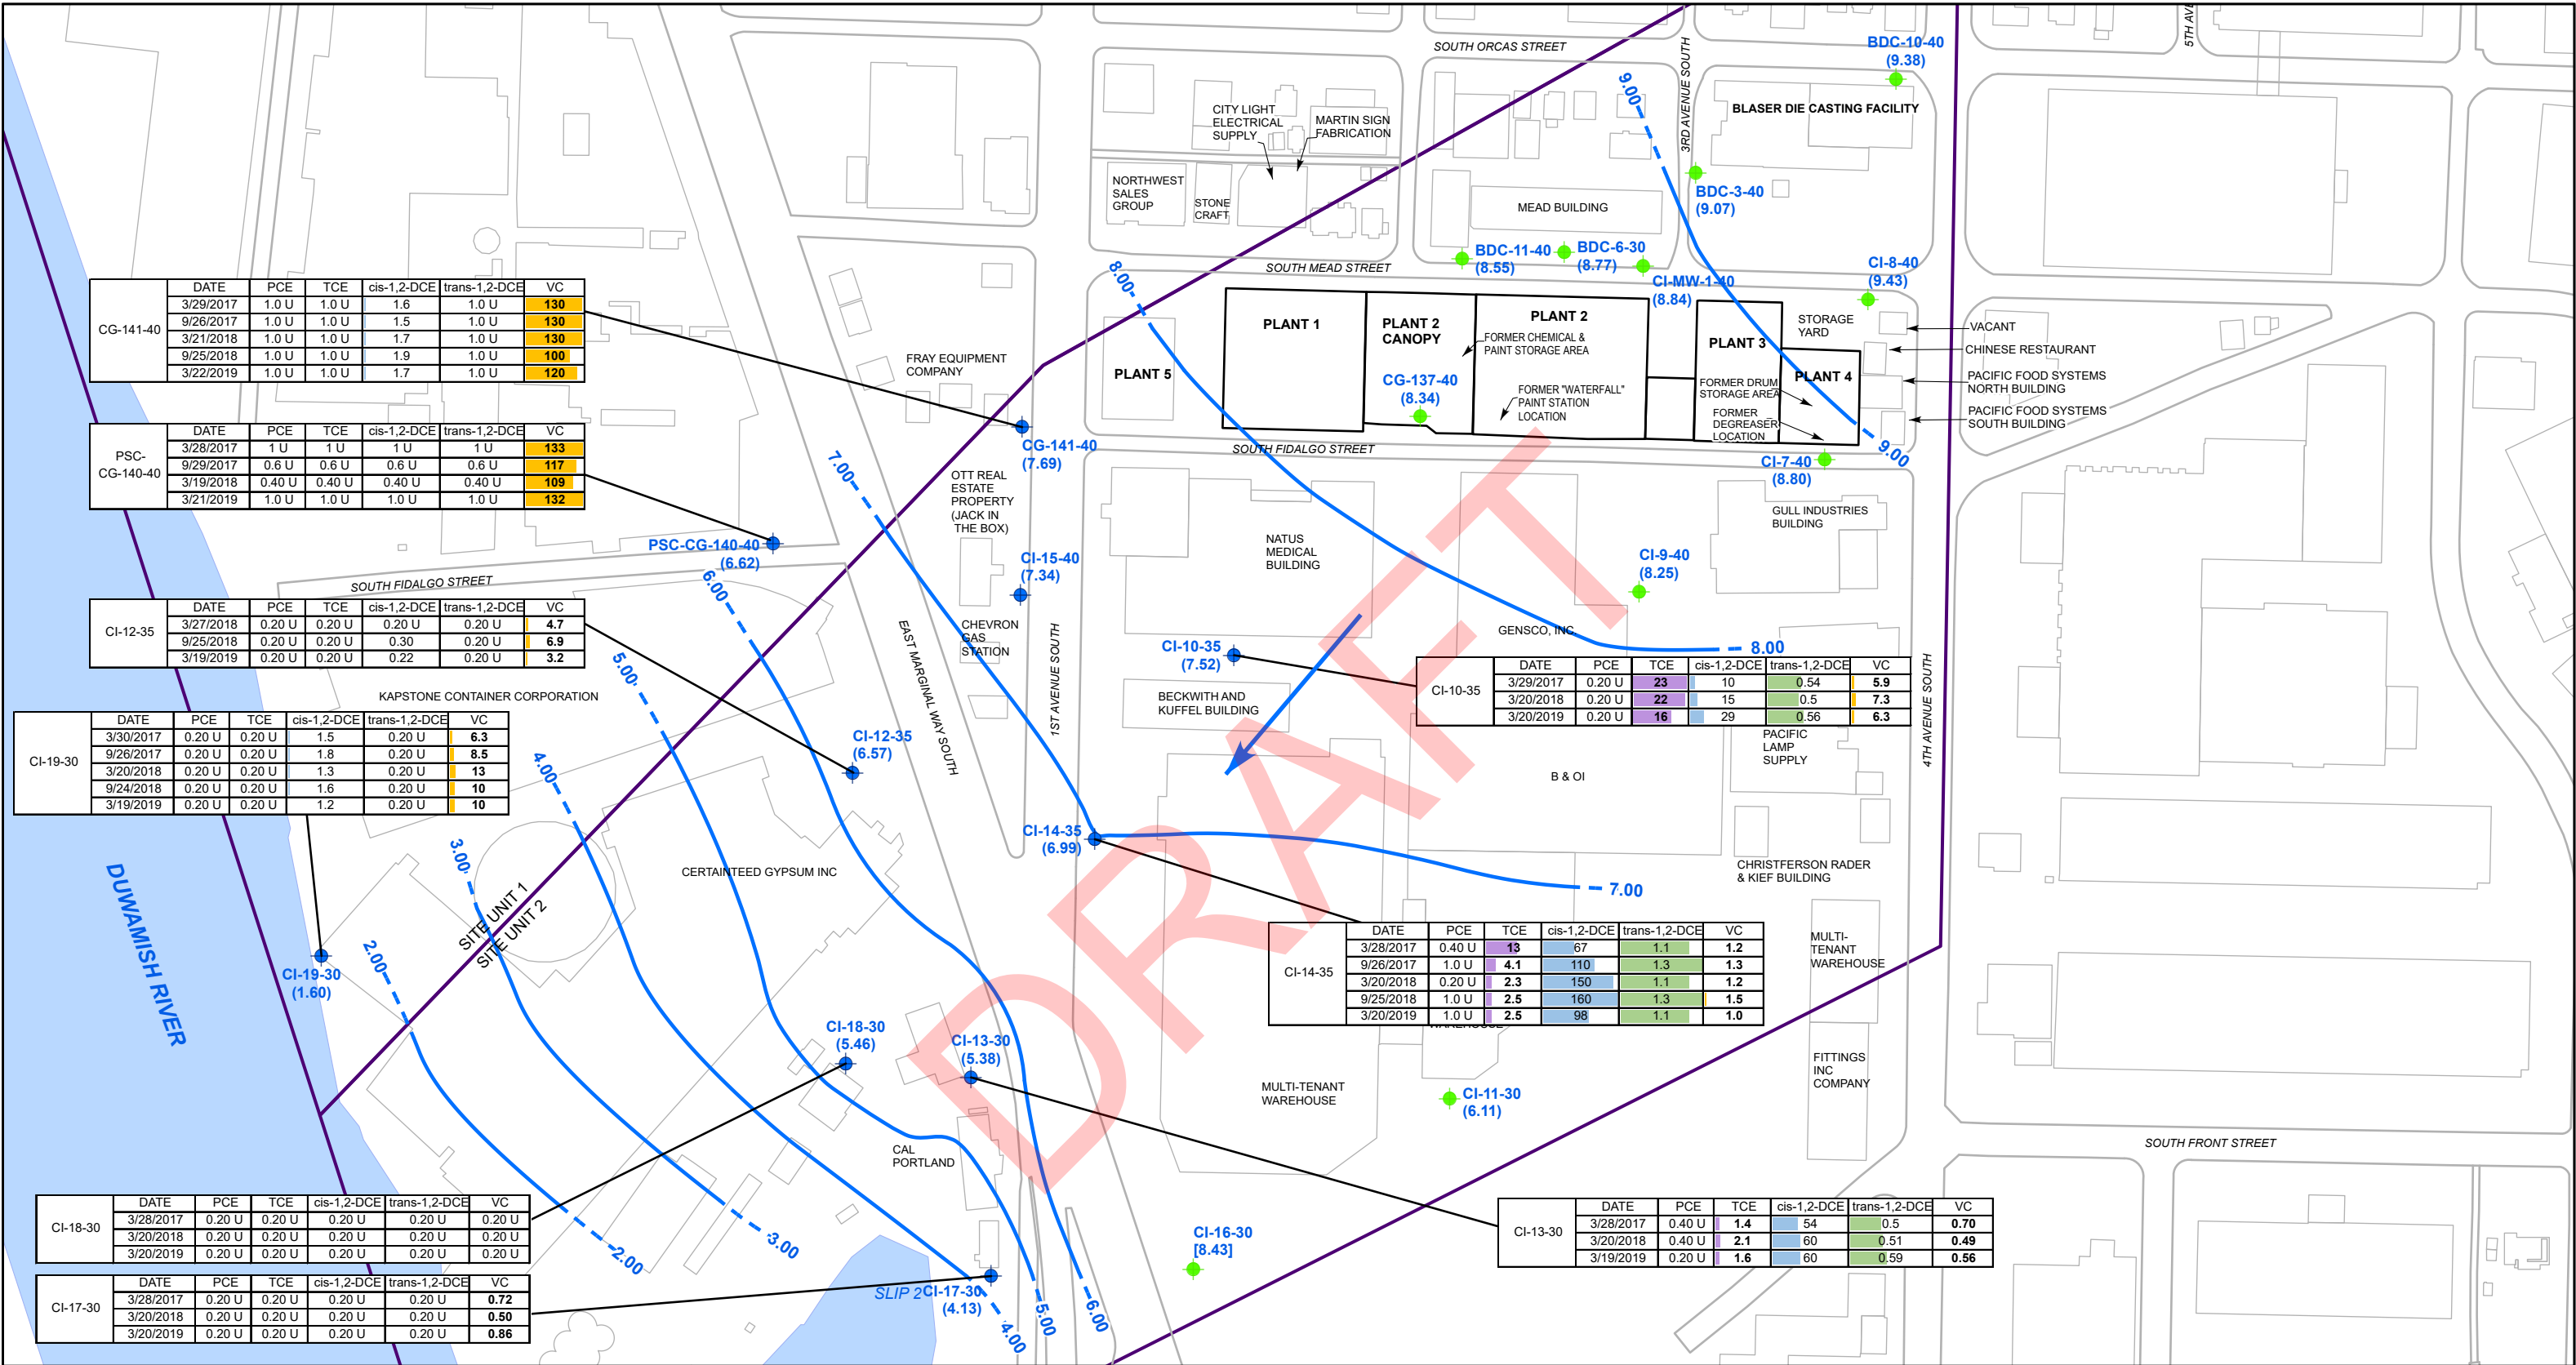 SOUTH ORCAS STREET
3RD AVENUE SOUTH
5TH AVE
BDC-10-40
(9.38)
BLASER DIE CASTING FACILITY
9.00
CITY LIGHT
ELECTRICAL
SUPPLY
MARTIN SIGN
FABRICATION
NORTHWEST
SALES
GROUP
STONE
CRAFT
MEAD BUILDING
BDC-3-40
(9.07)
BDC-11-40
(8.55)
BDC-6-30
(8.77)
CI-MW-1-40
(8.84)
CI-8-40
(9.43)
SOUTH MEAD STREET
8.00
PLANT 5
PLANT 1
PLANT 2
CANOPY
PLANT 2
FORMER CHEMICAL &
PAINT STORAGE AREA
CG-137-40
(8.34)
FORMER "WATERFALL"
PAINT STATION
LOCATION
PLANT 3
PLANT 4
FORMER DRUM
STORAGE AREA
FORMER
DEGREASER
LOCATION
STORAGE
YARD
VACANT
CHINESE RESTAURANT
PACIFIC FOOD SYSTEMS
NORTH BUILDING
PACIFIC FOOD SYSTEMS
SOUTH BUILDING
9.00
SOUTH FIDALGO STREET
CI-7-40
(8.80)
CG-141-40
DATE PCE TCE cis-1,2-DCE trans-1,2-DCE VC
3/29/2017 1.0 U 1.0 U 1.6 1.0 U 130
9/26/2017 1.0 U 1.0 U 1.5 1.0 U 130
3/21/2018 1.0 U 1.0 U 1.7 1.0 U 130
9/25/2018 1.0 U 1.0 U 1.9 1.0 U 100
3/22/2019 1.0 U 1.0 U 1.7 1.0 U 120
PSC-
CG-140-40
DATE PCE TCE cis-1,2-DCE trans-1,2-DCE VC
3/28/2017 1 U 1 U 1 U 1 U 133
9/29/2017 0.6 U 0.6 U 0.6 U 0.6 U 117
3/19/2018 0.40 U 0.40 U 0.40 U 0.40 U 109
3/21/2019 1.0 U 1.0 U 1.0 U 1.0 U 132
FRAY EQUIPMENT
COMPANY
CG-141-40
(7.69)
7.00
OTT REAL
ESTATE
PROPERTY
(JACK IN
THE BOX)
PSC-CG-140-40
(6.62)
SOUTH FIDALGO STREET
6.00
CI-15-40
(7.34)
NATUS
MEDICAL
BUILDING
GULL INDUSTRIES
BUILDING
CI-9-40
(8.25)
CI-12-35
DATE PCE TCE cis-1,2-DCE trans-1,2-DCE VC
3/27/2018 0.20 U 0.20 U 0.20 U 0.20 U 4.7
9/25/2018 0.20 U 0.20 U 0.30 0.20 U 6.9
3/19/2019 0.20 U 0.20 U 0.22 0.20 U 3.2
EAST MARGINAL WAY SOUTH
CHEVRON
GAS
STATION
1ST AVENUE SOUTH
GENSCO, INC.
8.00
4TH AVENUE SOUTH
5.00
CI-10-35
(7.52)
KAPSTONE CONTAINER CORPORATION
BECKWITH AND
KUFFEL BUILDING
CI-10-35
DATE PCE TCE cis-1,2-DCE trans-1,2-DCE VC
3/29/2017 0.20 U 23 10 0.54 5.9
3/20/2018 0.20 U 22 15 0.5 7.3
3/20/2019 0.20 U 16 29 0.56 6.3
CI-19-30
DATE PCE TCE cis-1,2-DCE trans-1,2-DCE VC
3/30/2017 0.20 U 0.20 U 1.5 0.20 U 6.3
9/26/2017 0.20 U 0.20 U 1.8 0.20 U 8.5
3/20/2018 0.20 U 0.20 U 1.3 0.20 U 13
9/24/2018 0.20 U 0.20 U 1.6 0.20 U 10
3/19/2019 0.20 U 0.20 U 1.2 0.20 U 10
CI-12-35
(6.57)
PACIFIC
LAMP
SUPPLY
B & OI
4.00
3.00
CI-14-35
(6.99)
DUWAMISH RIVER
CERTAINTEED GYPSUM INC
CHRISTFERSON RADER
& KIEF BUILDING
7.00
SITE UNIT 1
SITE UNIT 2
2.00
CI-19-30
(1.60)
CI-14-35
DATE PCE TCE cis-1,2-DCE trans-1,2-DCE VC
3/28/2017 0.40 U 13 67 1.1 1.2
9/26/2017 1.0 U 4.1 110 1.3 1.3
3/20/2018 0.20 U 2.3 150 1.1 1.2
9/25/2018 1.0 U 2.5 160 1.3 1.5
3/20/2019 1.0 U 2.5 98 1.1 1.0
WAREHOUSE
MULTI-
TENANT
WAREHOUSE
CI-18-30
(5.46)
CI-13-30
(5.38)
DRAFT
MULTI-TENANT
WAREHOUSE
CI-11-30
(6.11)
FITTINGS
INC
COMPANY
SOUTH FRONT STREET
CAL
PORTLAND
CI-18-30
DATE PCE TCE cis-1,2-DCE trans-1,2-DCE VC
3/28/2017 0.20 U 0.20 U 0.20 U 0.20 U 0.20 U
3/20/2018 0.20 U 0.20 U 0.20 U 0.20 U 0.20 U
3/20/2019 0.20 U 0.20 U 0.20 U 0.20 U 0.20 U
2.00
3.00
CI-16-30
[8.43]
CI-13-30
DATE PCE TCE cis-1,2-DCE trans-1,2-DCE VC
3/28/2017 0.40 U 1.4 54 0.5 0.70
3/20/2018 0.40 U 2.1 60 0.51 0.49
3/19/2019 0.20 U 1.6 60 0.59 0.56
CI-17-30
DATE PCE TCE cis-1,2-DCE trans-1,2-DCE VC
3/28/2017 0.20 U 0.20 U 0.20 U 0.20 U 0.72
3/20/2018 0.20 U 0.20 U 0.20 U 0.20 U 0.50
3/20/2019 0.20 U 0.20 U 0.20 U 0.20 U 0.86
SLIP 2
CI-17-30
(4.13)
4.00
5.00
6.00